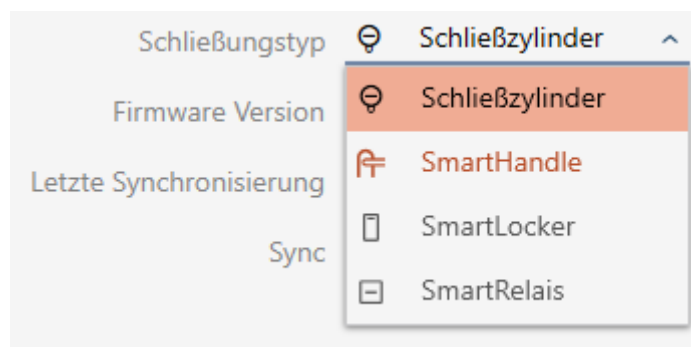 Schließungstyp Schließzylinder
Firmware Version Schließzylinder
SmartHandle
Letzte Synchronisierung
SmartLocker
Sync
SmartRelais